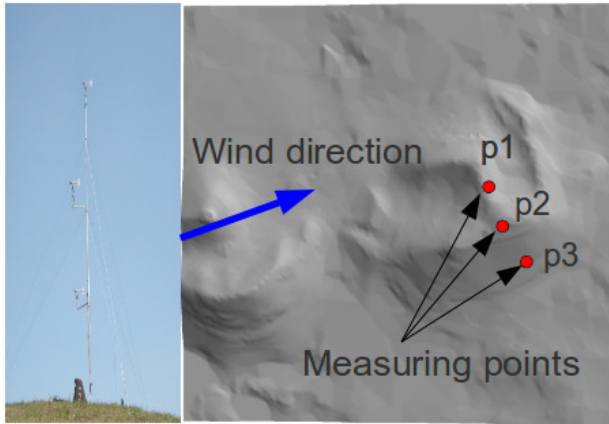 Wind direction
p1
p2
p3
Measuring points